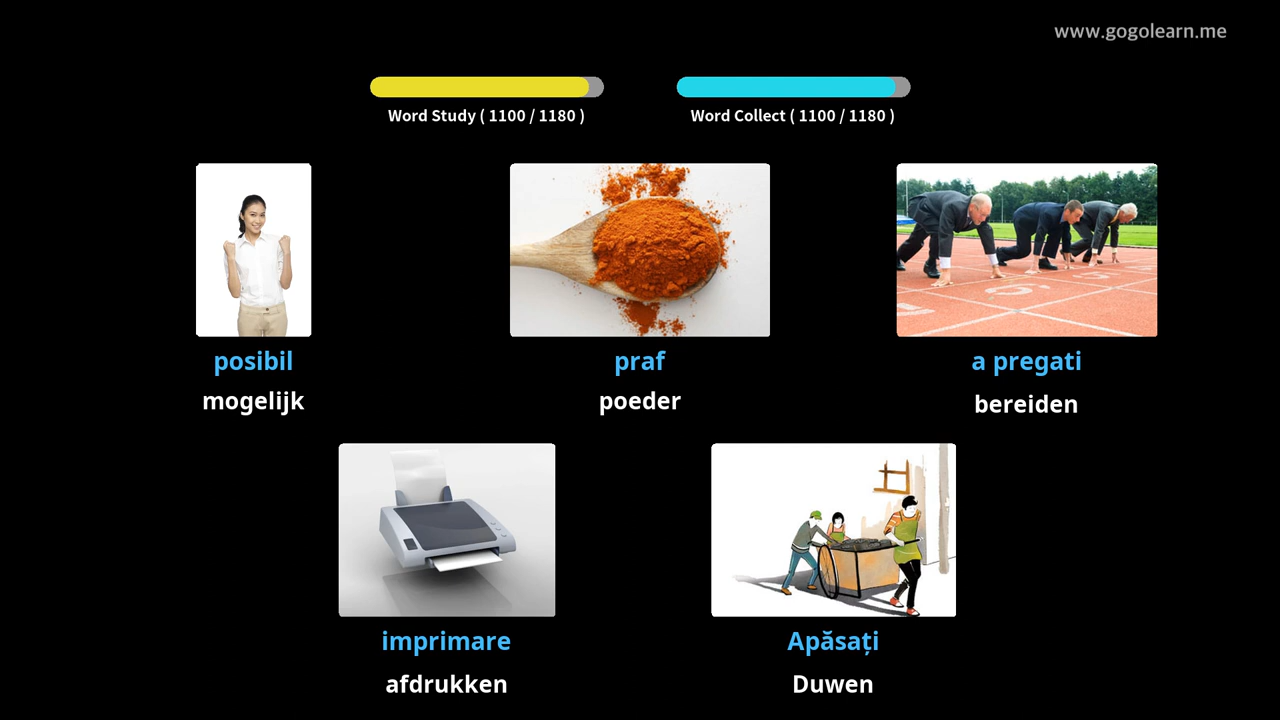 www.gogolearn.me
Word Study ( 1100 / 1180 )
Word Collect ( 1100 / 1180 )
posibil
mogelijk
praf
poeder
a pregati
bereiden
imprimare
afdrukken
Apăsați
Duwen